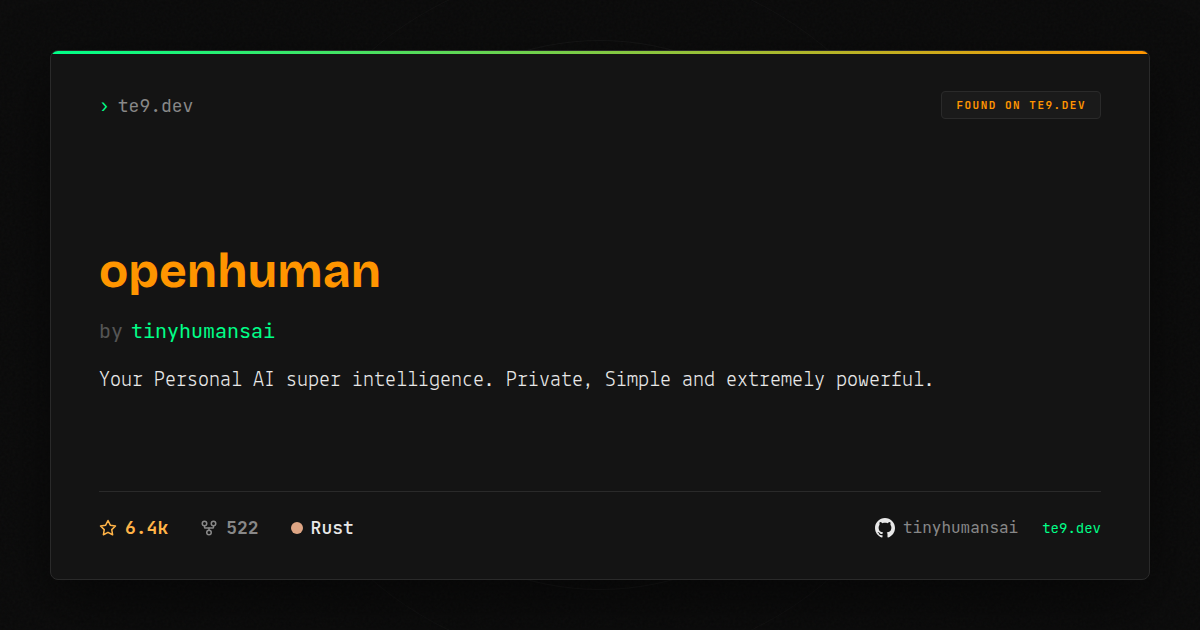 › te9.dev
FOUND ON TE9.DEV
openhuman
by tinyhumansai
Your Personal AI super intelligence. Private, Simple and extremely powerful.
6.4k 522 Rust
tinyhumansai te9.dev